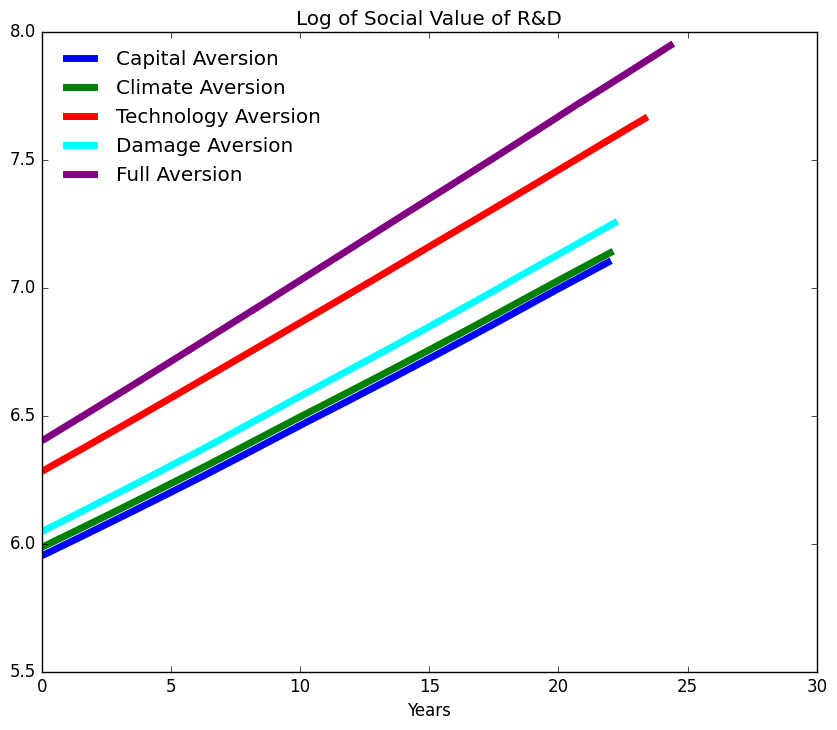 Log of Social Value of R&D
8.0
7.5
7.0
6.5
6.0
5.5
Capital Aversion
Climate Aversion
Technology Aversion
Damage Aversion
Full Aversion
0 5 10 15 20 25 30
Years